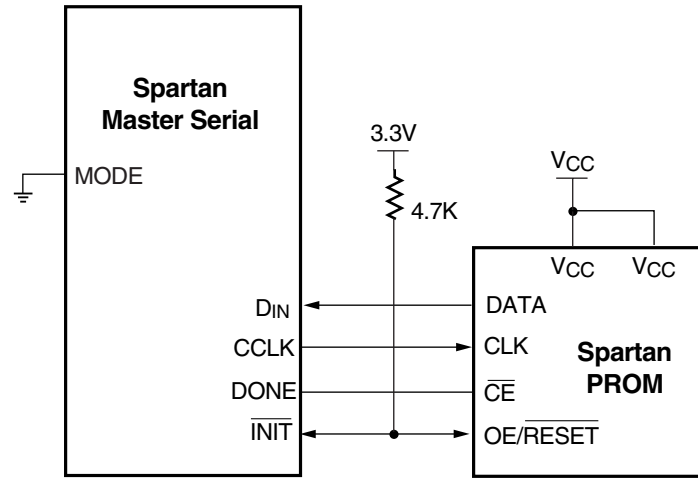 Spartan
Master Serial
MODE
3.3V
4.7K
VCC
VCC
VCC
DIN
CCLK
DONE
INIT
DATA
CLK
CE
OE/RESET
Spartan
PROM